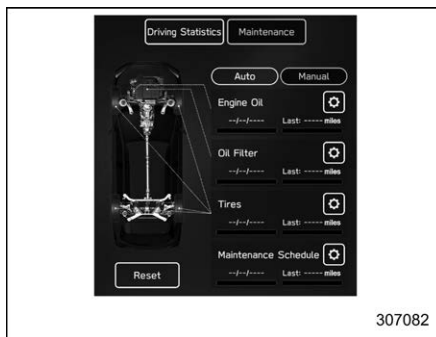 Driving Statistics Maintenance
Auto Manual
Engine Oil
--/--/---- Last: ----- miles
Oil Filter
--/--/---- Last: ----- miles
Tires
--/--/---- Last: ----- miles
Maintenance Schedule
--/--/---- Last: ----- miles
Reset
307082